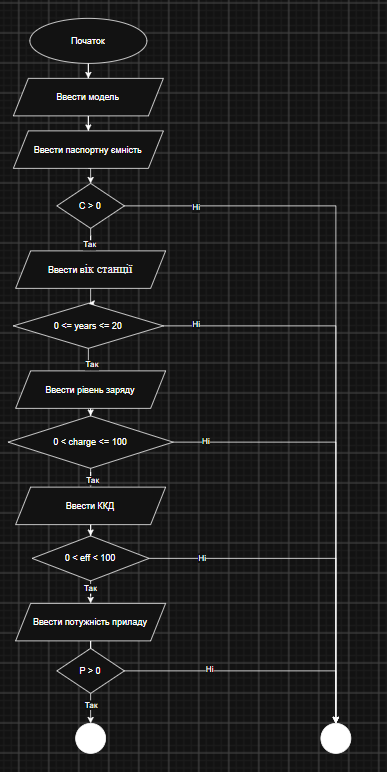 Початок
Ввести модель
Ввести паспортну ємність
C > 0
Ні
Так
Ввести вік станції
0 <= years <= 20
Ні
Так
Ввести рівень заряду
0 < charge <= 100
Ні
Так
Ввести ККД
0 < eff < 100
Ні
Так
Ввести потужність приладу
P > 0
Ні
Так